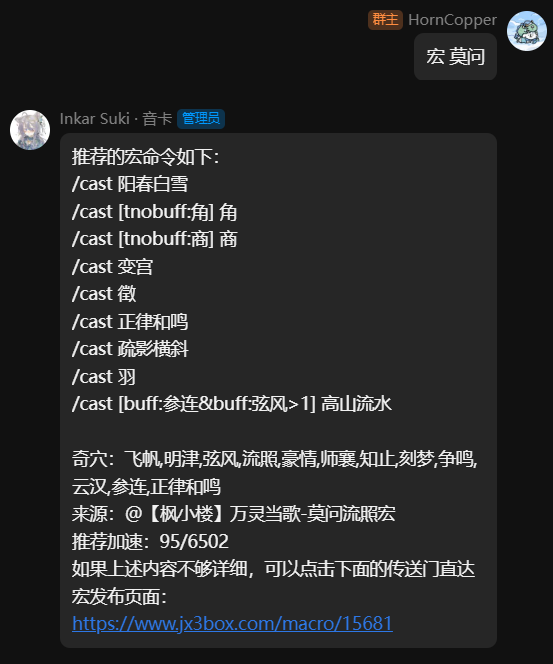 群主 HornCopper
宏 莫问
Inkar Suki · 音卡 管理员
推荐的宏命令如下：
/cast 阳春白雪
/cast [tnobuff:角] 角
/cast [tnobuff:商] 商
/cast 变宫
/cast 徵
/cast 正律和鸣
/cast 疏影横斜
/cast 羽
/cast [buff:参连&buff:弦风>1] 高山流水
奇穴：飞帆,明津,弦风,流照,豪情,师襄,知止,刻梦,争鸣,
云汉,参连,正律和鸣
来源：@【枫小楼】万灵当歌-莫问流照宏
推荐加速：95/6502
如果上述内容不够详细，可以点击下面的传送门直达
宏发布页面：
https://www.jx3box.com/macro/15681